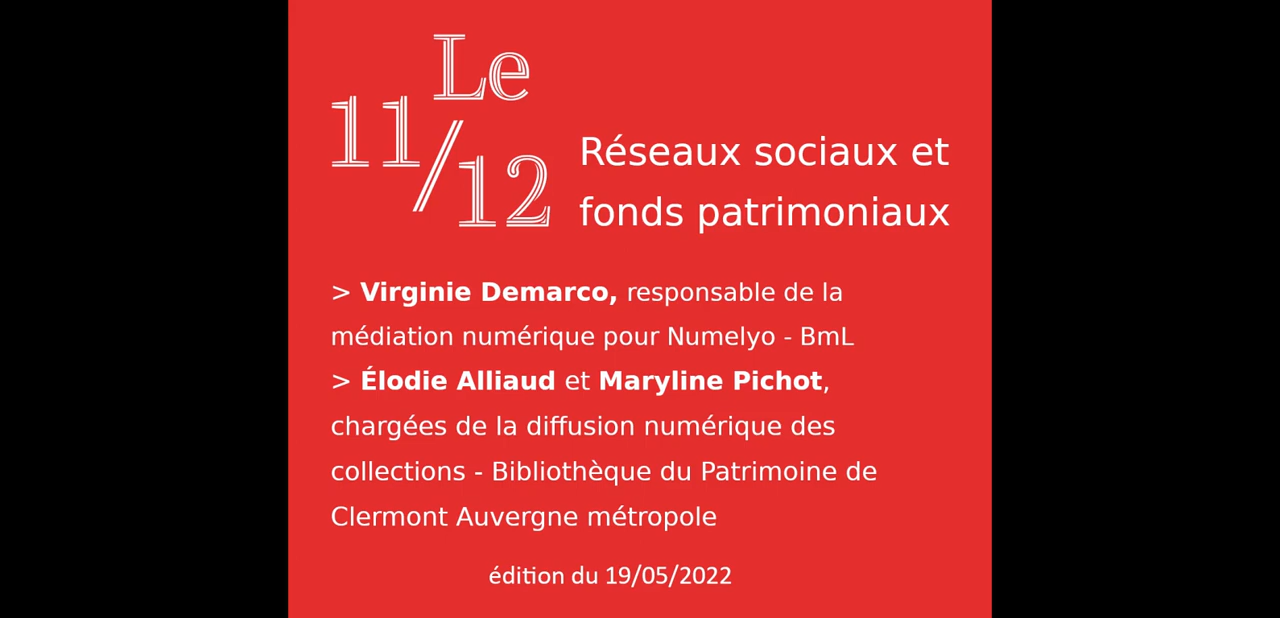 Le
11/12
Réseaux sociaux et
fonds patrimoniaux
> Virginie Demarco, responsable de la
médiation numérique pour Numelyo - BmL
> Élodie Alliaud et Maryline Pichot,
chargées de la diffusion numérique des
collections - Bibliothèque du Patrimoine de
Clermont Auvergne métropole
édition du 19/05/2022